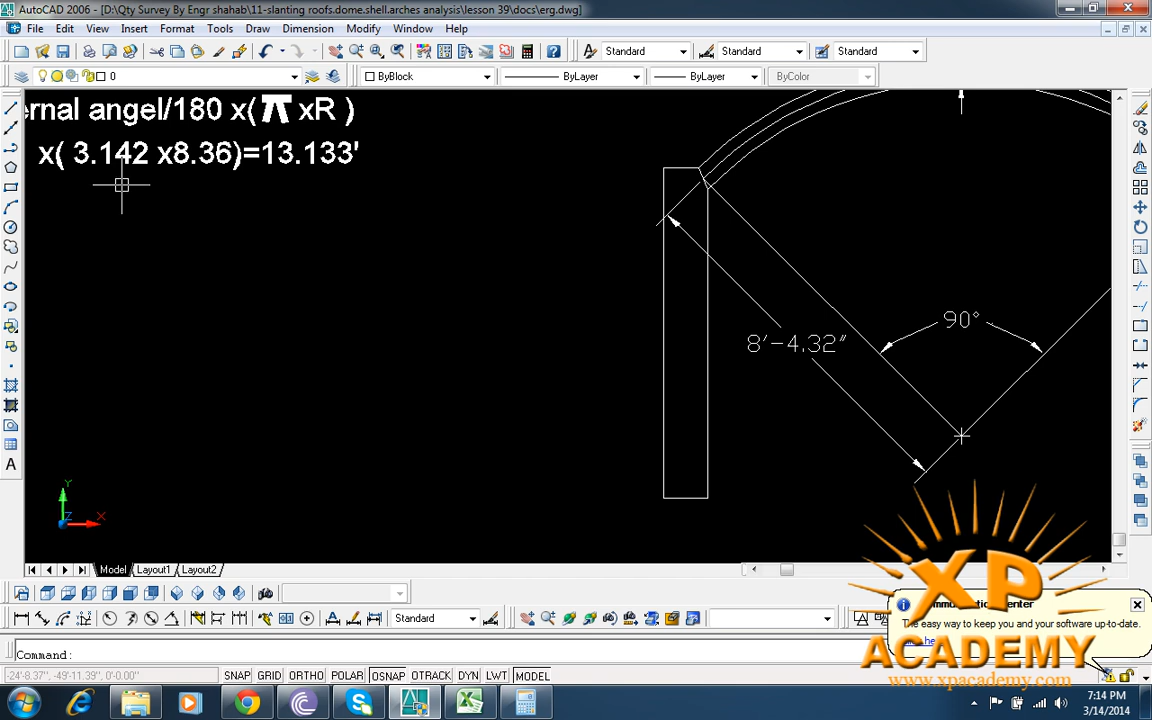 AutoCAD 2006 - [D:\Qty Survey By Engr shahab\11-slanting roofs.dome.shell.arches analysis\lesson 39\docs\erg.dwg]
File Edit View Insert Format Tools Draw Dimension Modify Window Help
Standard Standard Standard
0 ByBlock ByLayer ByLayer ByColor
ernal angel/180 x(π xR )
x( 3.142 x8.36)=13.133'
90°
8'-4.32"
Y
Z X
Model Layout1 Layout2
Standard
The easy way to keep you and your software up-to-date.
XP
ACADEMY
www.xpacademy.com
Command:
-24'-8.37", -49'-11.39", 0'-0.00" SNAP GRID ORTHO POLAR OSNAP OTRACK DYN LWT MODEL
7:14 PM
3/14/2014